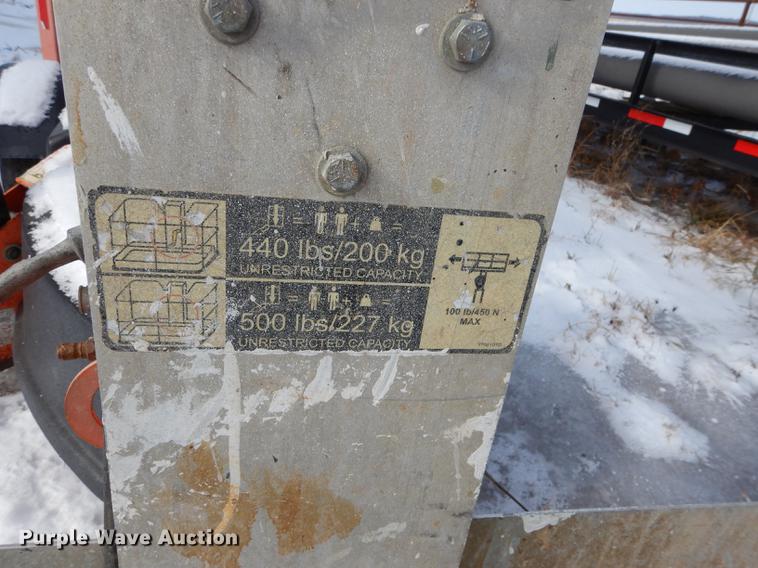 440 lbs/200 kg
UNRESTRICTED CAPACITY
500 lbs/227 kg
UNRESTRICTED CAPACITY
100 lb/450 N
MAX
Purple Wave Auction